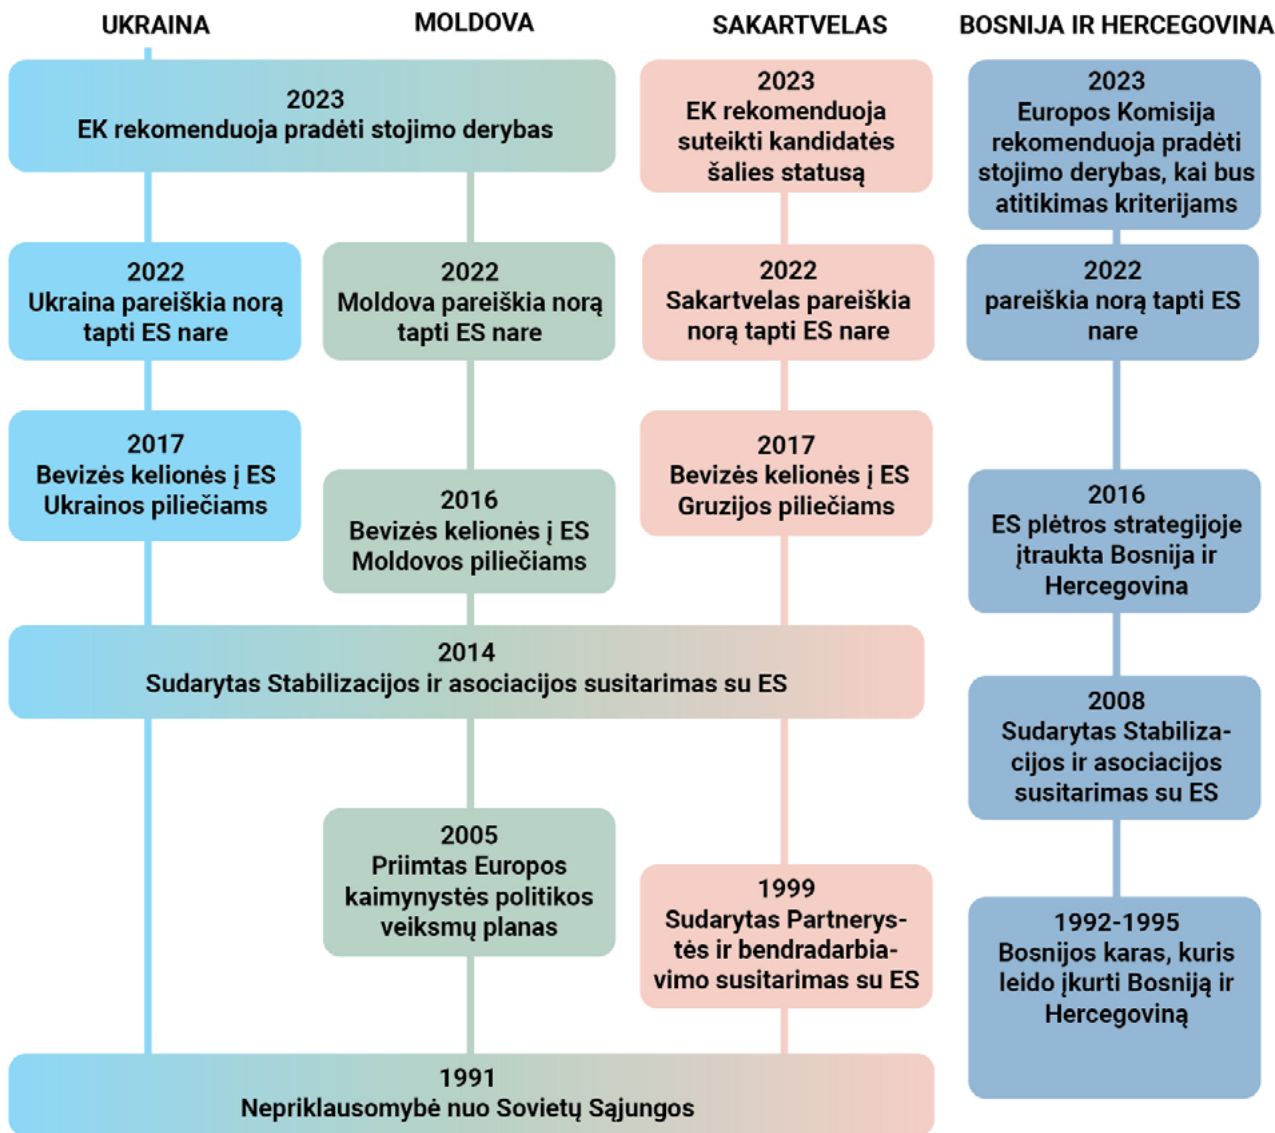 UKRAINA
MOLDOVA
SAKARTVELAS
BOSNIJA IR HERCEGOVINA
2023
EK rekomenduoja pradėti stojimo derybas
2023
EK rekomenduoja
suteikti kandidatės
šalies statusą
2023
Europos Komisija
rekomenduoja pradėti
stojimo derybas, kai bus
atitikimas kriterijams
2022
Ukraina pareiškia norą
tapti ES nare
2022
Moldova pareiškia norą
tapti ES nare
2022
Sakartvelas pareiškia
norą tapti ES nare
2022
pareiškia norą tapti ES
nare
2017
Bevizės kelionės į ES
Ukrainos piliečiams
2016
Bevizės kelionės į ES
Moldovos piliečiams
2017
Bevizės kelionės į ES
Gruzijos piliečiams
2016
ES plėtros strategijoje
įtraukta Bosnija ir
Hercegovina
2014
Sudarytas Stabilizacijos ir asociacijos susitarimas su ES
2008
Sudarytas Stabiliza-
cijos ir asociacijos
susitarimas su ES
2005
Priimtas Europos
kaimynystės politikos
veiksmų planas
1999
Sudarytas Partnerys-
tės ir bendradarbia-
vimo susitarimas su ES
1992-1995
Bosnijos karas, kuris
leido įkurti Bosniją ir
Hercegoviną
1991
Nepriklausomybė nuo Sovietų Sąjungos